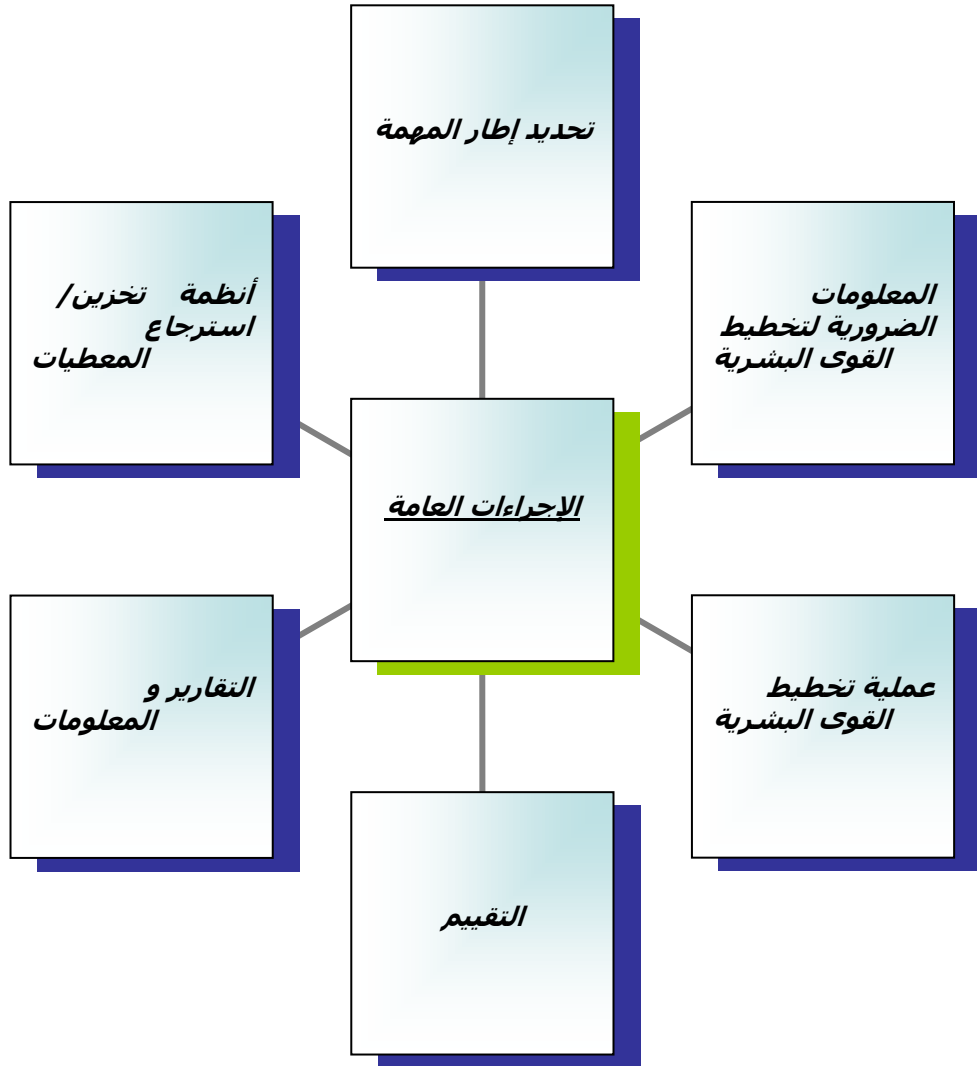 تحديد إطار المهمة
المعلومات
الضرورية لتخطيط
القوى البشرية
أنظمة تخزين/
استرجاع
المعطيات
الإجراءات العامة
عملية تخطيط
القوى البشرية
التقارير و
المعلومات
التقييم